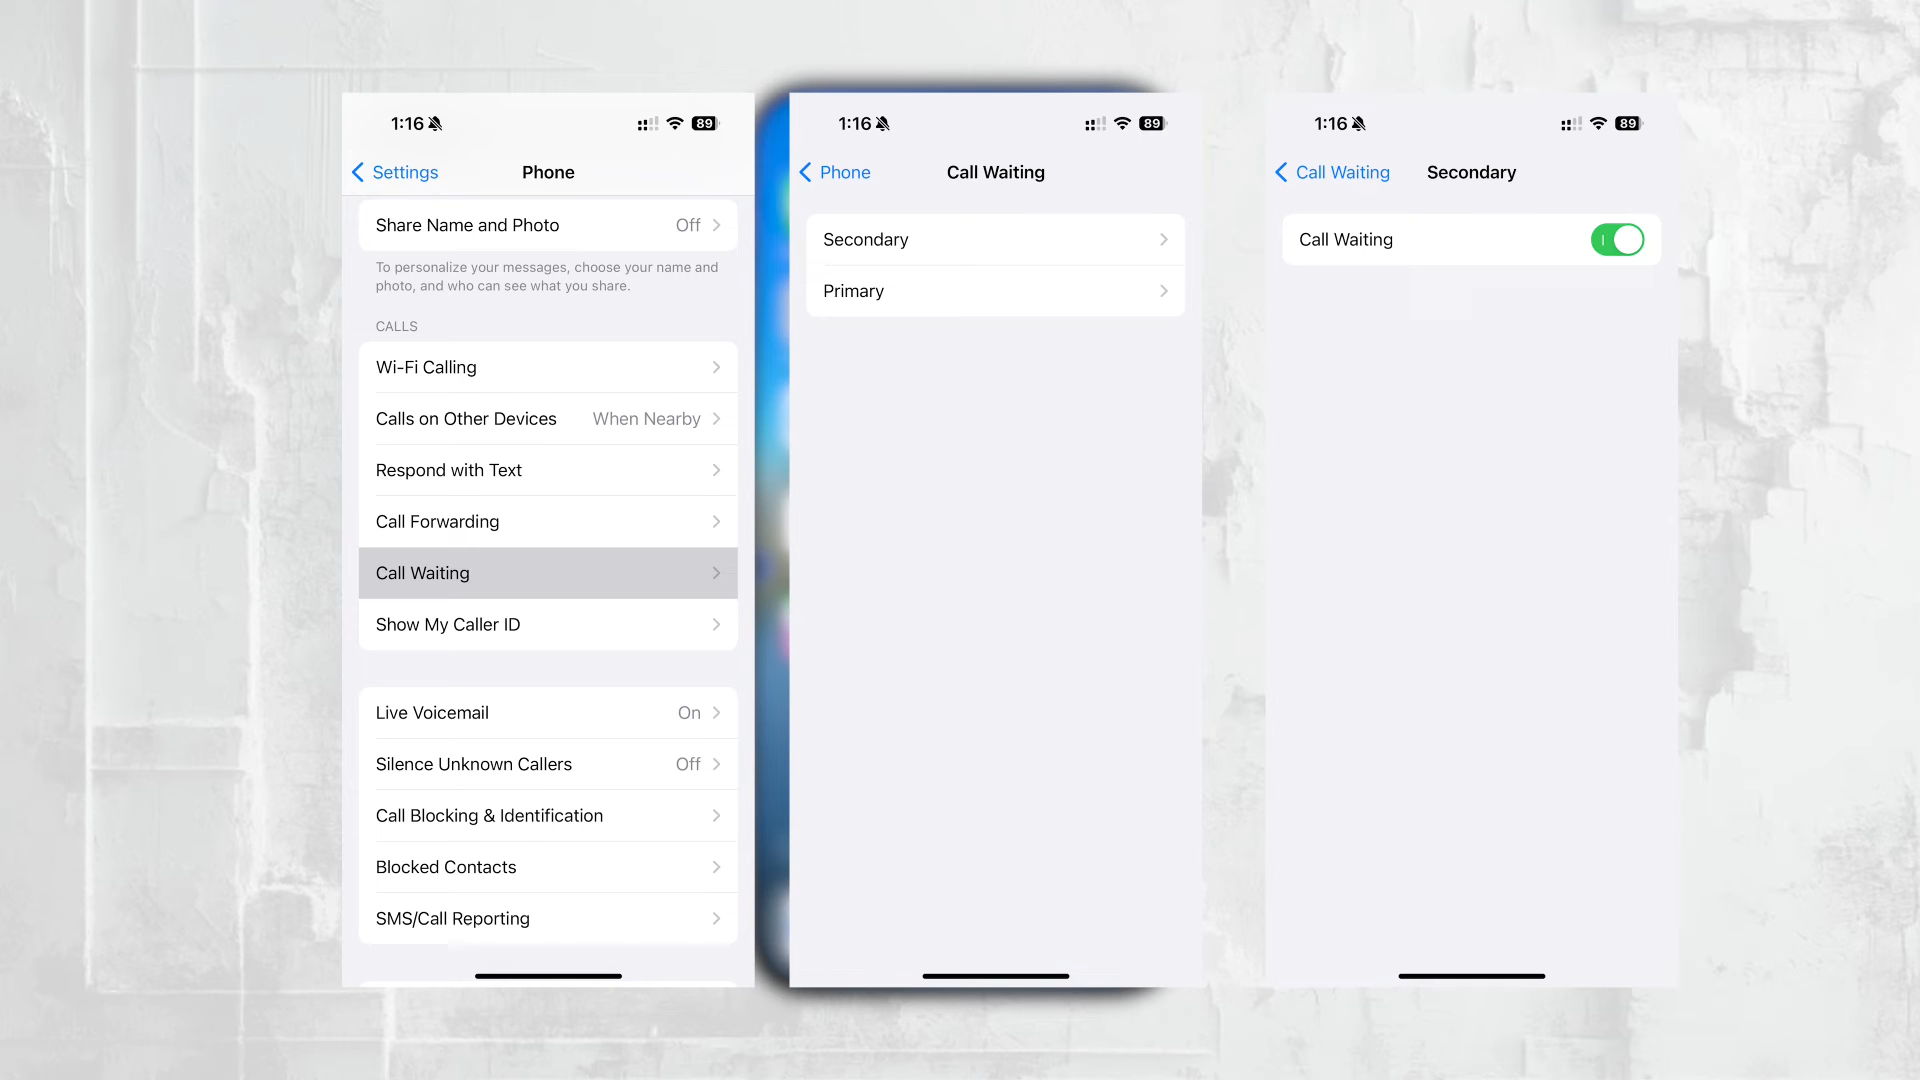 1:16
89
Settings
Phone
Share Name and Photo
Off
To personalize your messages, choose your name and
photo, and who can see what you share.
CALLS
Wi-Fi Calling
Calls on Other Devices
When Nearby
Respond with Text
Call Forwarding
Call Waiting
Show My Caller ID
Live Voicemail
On
Silence Unknown Callers
Off
Call Blocking & Identification
Blocked Contacts
SMS/Call Reporting
1:16
89
Phone
Call Waiting
Secondary
Primary
1:16
89
Call Waiting
Secondary
Call Waiting